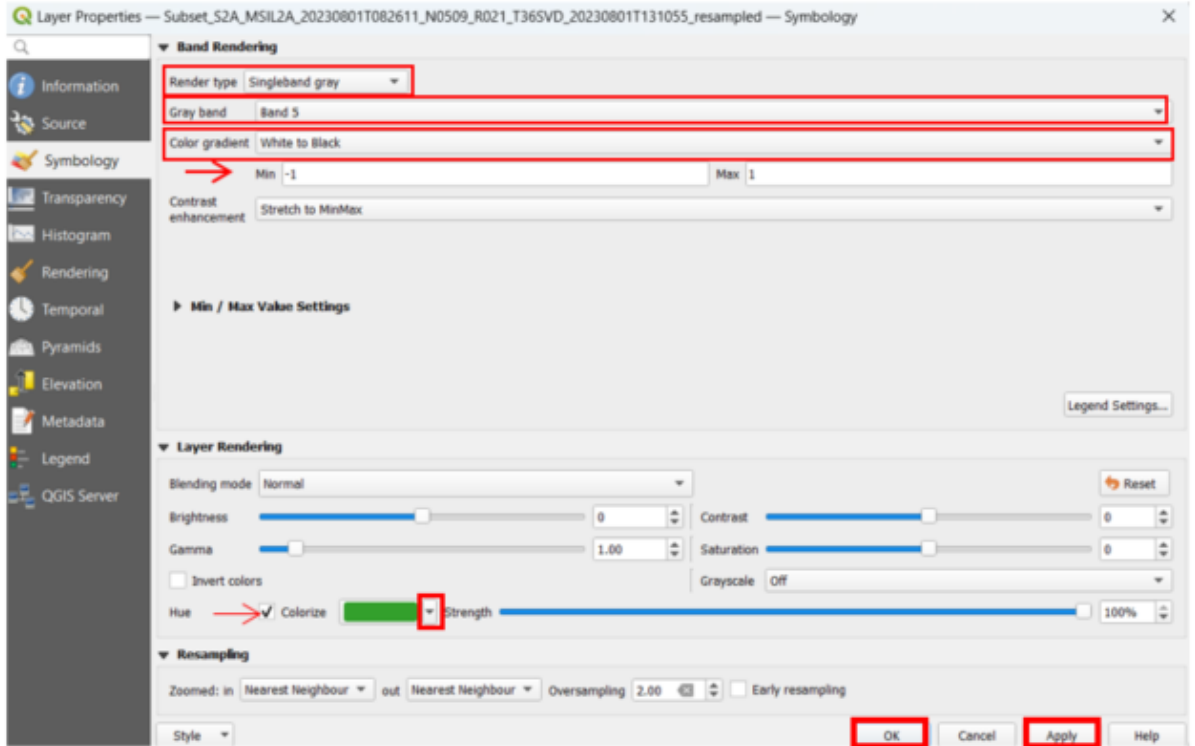 Layer Properties — Subset_S2A_MSIL2A_20230801T082611_N0509_R021_T36SVD_20230801T131055_resampled — Symbology
Information
Source
Symbology
Transparency
Histogram
Rendering
Temporal
Pyramids
Elevation
Metadata
Legend
QGIS Server
Band Rendering
Render type Singleband gray
Gray band Band 5
Color gradient White to Black
Min -1 Max 1
Contrast
enhancement Stretch to MinMax
Min / Max Value Settings
Legend Settings...
Layer Rendering
Blending mode Normal Reset
Brightness 0 Contrast 0
Gamma 1.00 Saturation 0
Invert colors Grayscale Off
Hue Colorize Strength 100%
Resampling
Zoomed: in Nearest Neighbour out Nearest Neighbour Oversampling 2.00 Early resampling
Style OK Cancel Apply Help